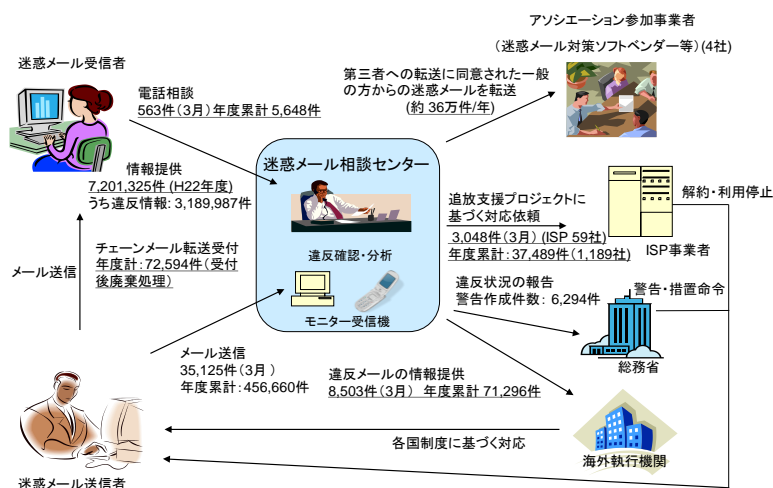 アソシエーション参加事業者
(迷惑メール対策ソフトベンダー等)(4社)
迷惑メール受信者
電話相談
563件(3月)年度累計 5,648件
第三者への転送に同意された一般
の方からの迷惑メールを転送
(約 36万件/年)
迷惑メール相談センター
情報提供
7,201,325件 (H22年度)
うち違反情報: 3,189,987件
追放支援プロジェクトに
基づく対応依頼
3,048件(3月) (ISP 59社)
年度累計: 37,489件(1,189社)
解約・利用停止
ISP事業者
チェーンメール転送受付
年度計: 72,594件(受付
後廃棄処理)
メール送信
違反確認・分析
モニター受信機
違反状況の報告
警告作成件数: 6,294件
警告・措置命令
総務省
メール送信
35,125件(3月)
年度累計: 456,660件
違反メールの情報提供
8,503件(3月) 年度累計 71,296件
各国制度に基づく対応
海外執行機関
迷惑メール送信者